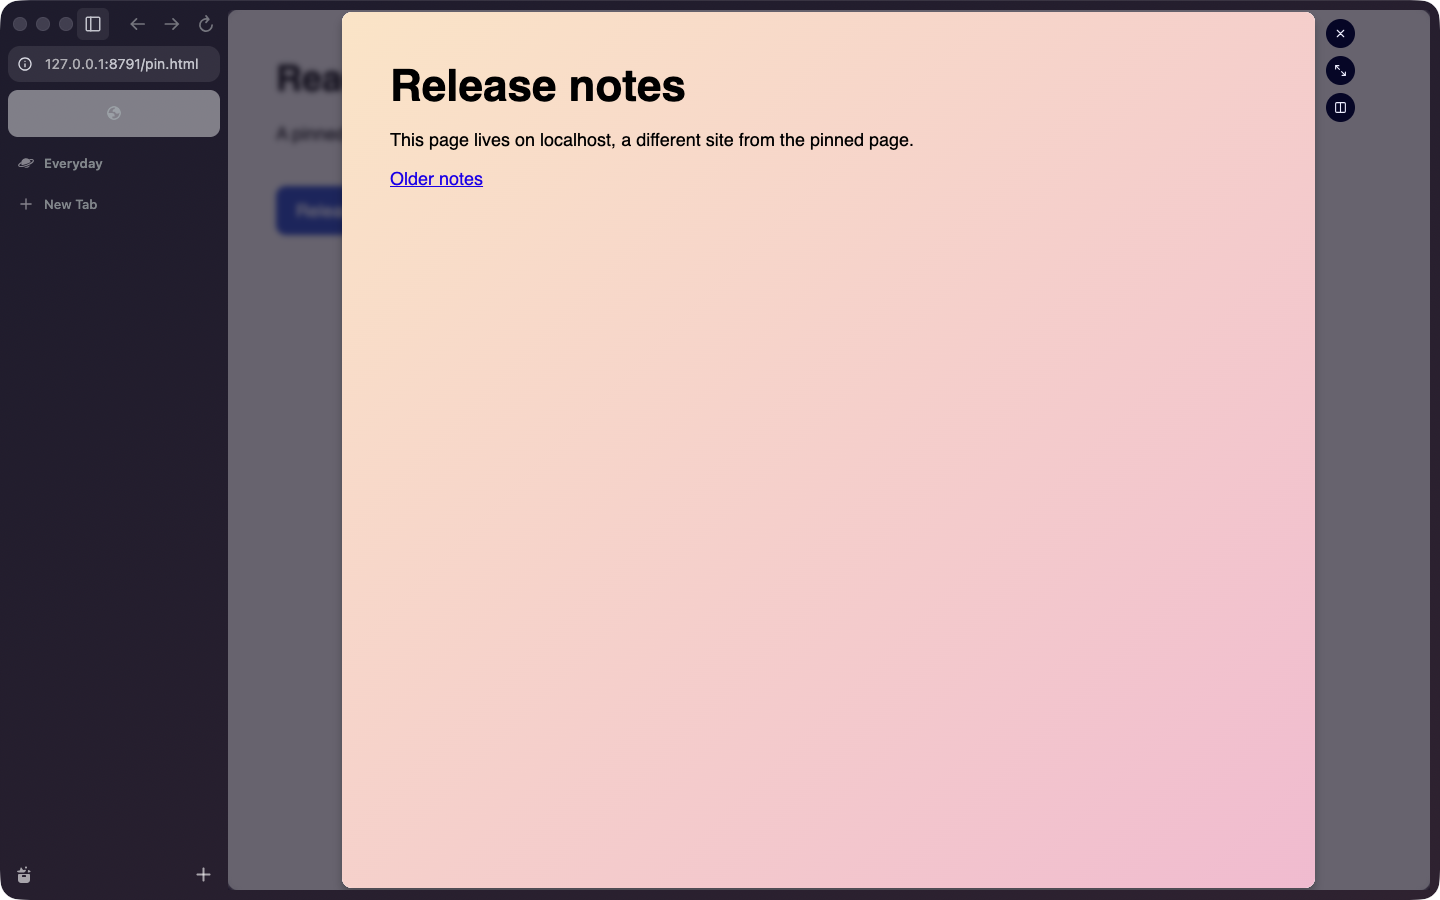 127.0.0.1:8791/pin.html
Everyday
New Tab
Release notes
This page lives on localhost, a different site from the pinned page.
Older notes